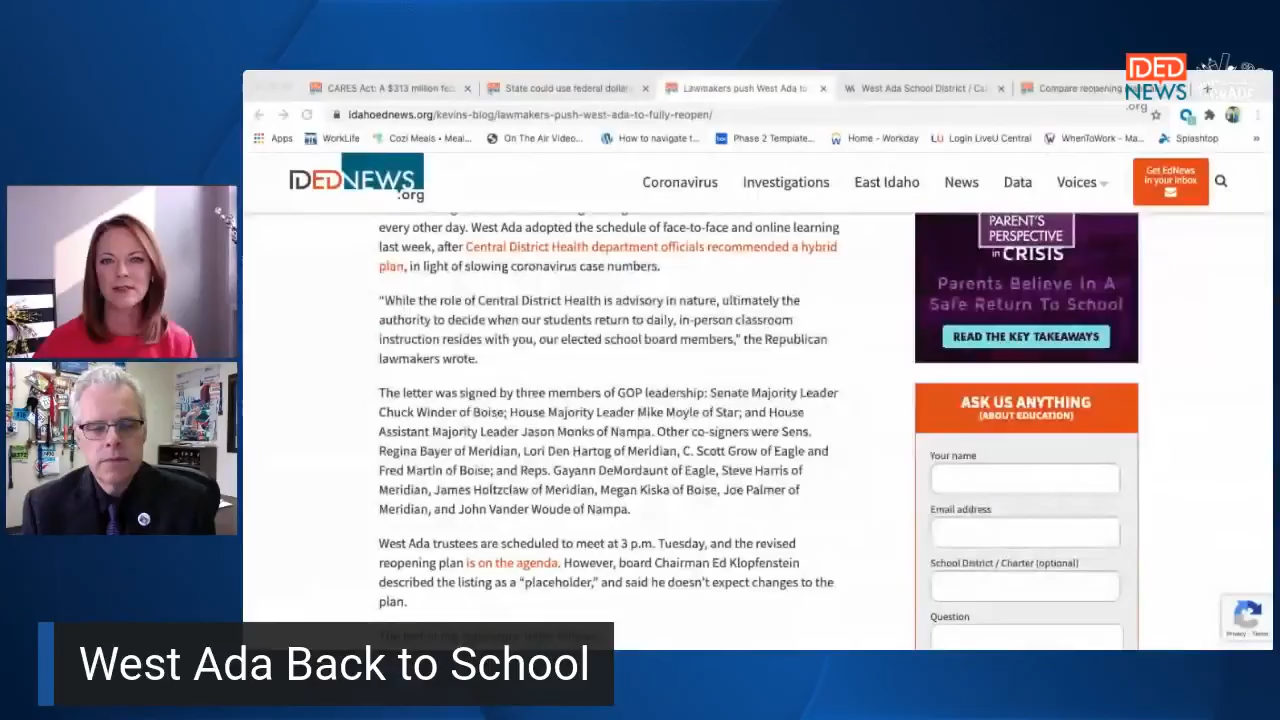 CARES Act: A $313 million fe
State could use federal dollar
Lawmakers push West Ada to
West Ada School District / Ca
Compare reopening
IDED
NEWS
.org
idahoednews.org/kevins-blog/lawmakers-push-west-ada-to-fully-reopen/
Apps
WorkLife
Cozi Meals - Meal...
On The Air Video...
How to navigate t...
Phase 2 Template...
Home - Workday
Login LiveU Central
WhenToWork - Ma...
Splashtop
»
IDEDNEWS
.org
Coronavirus
Investigations
East Idaho
News
Data
Voices
Get EdNews
in your inbox
every other day. West Ada adopted the schedule of face-to-face and online learning
last week, after Central District Health department officials recommended a hybrid
plan, in light of slowing coronavirus case numbers.
“While the role of Central District Health is advisory in nature, ultimately the
authority to decide when our students return to daily, in-person classroom
instruction resides with you, our elected school board members,” the Republican
lawmakers wrote.
The letter was signed by three members of GOP leadership: Senate Majority Leader
Chuck Winder of Boise; House Majority Leader Mike Moyle of Star; and House
Assistant Majority Leader Jason Monks of Nampa. Other co-signers were Sens.
Regina Bayer of Meridian, Lori Den Hartog of Meridian, C. Scott Grow of Eagle and
Fred Martin of Boise; and Reps. Gayann DeMordaunt of Eagle, Steve Harris of
Meridian, James Holtzclaw of Meridian, Megan Kiska of Boise, Joe Palmer of
Meridian, and John Vander Woude of Nampa.
West Ada trustees are scheduled to meet at 3 p.m. Tuesday, and the revised
reopening plan is on the agenda. However, board Chairman Ed Klopfenstein
described the listing as a “placeholder,” and said he doesn’t expect changes to the
plan.
PARENT'S
PERSPECTIVE
in CRISIS
Parents Believe In A
Safe Return To School
READ THE KEY TAKEAWAYS
ASK US ANYTHING
(ABOUT EDUCATION)
Your name
Email address
School District / Charter (optional)
Question
Privacy - Terms
West Ada Back to School